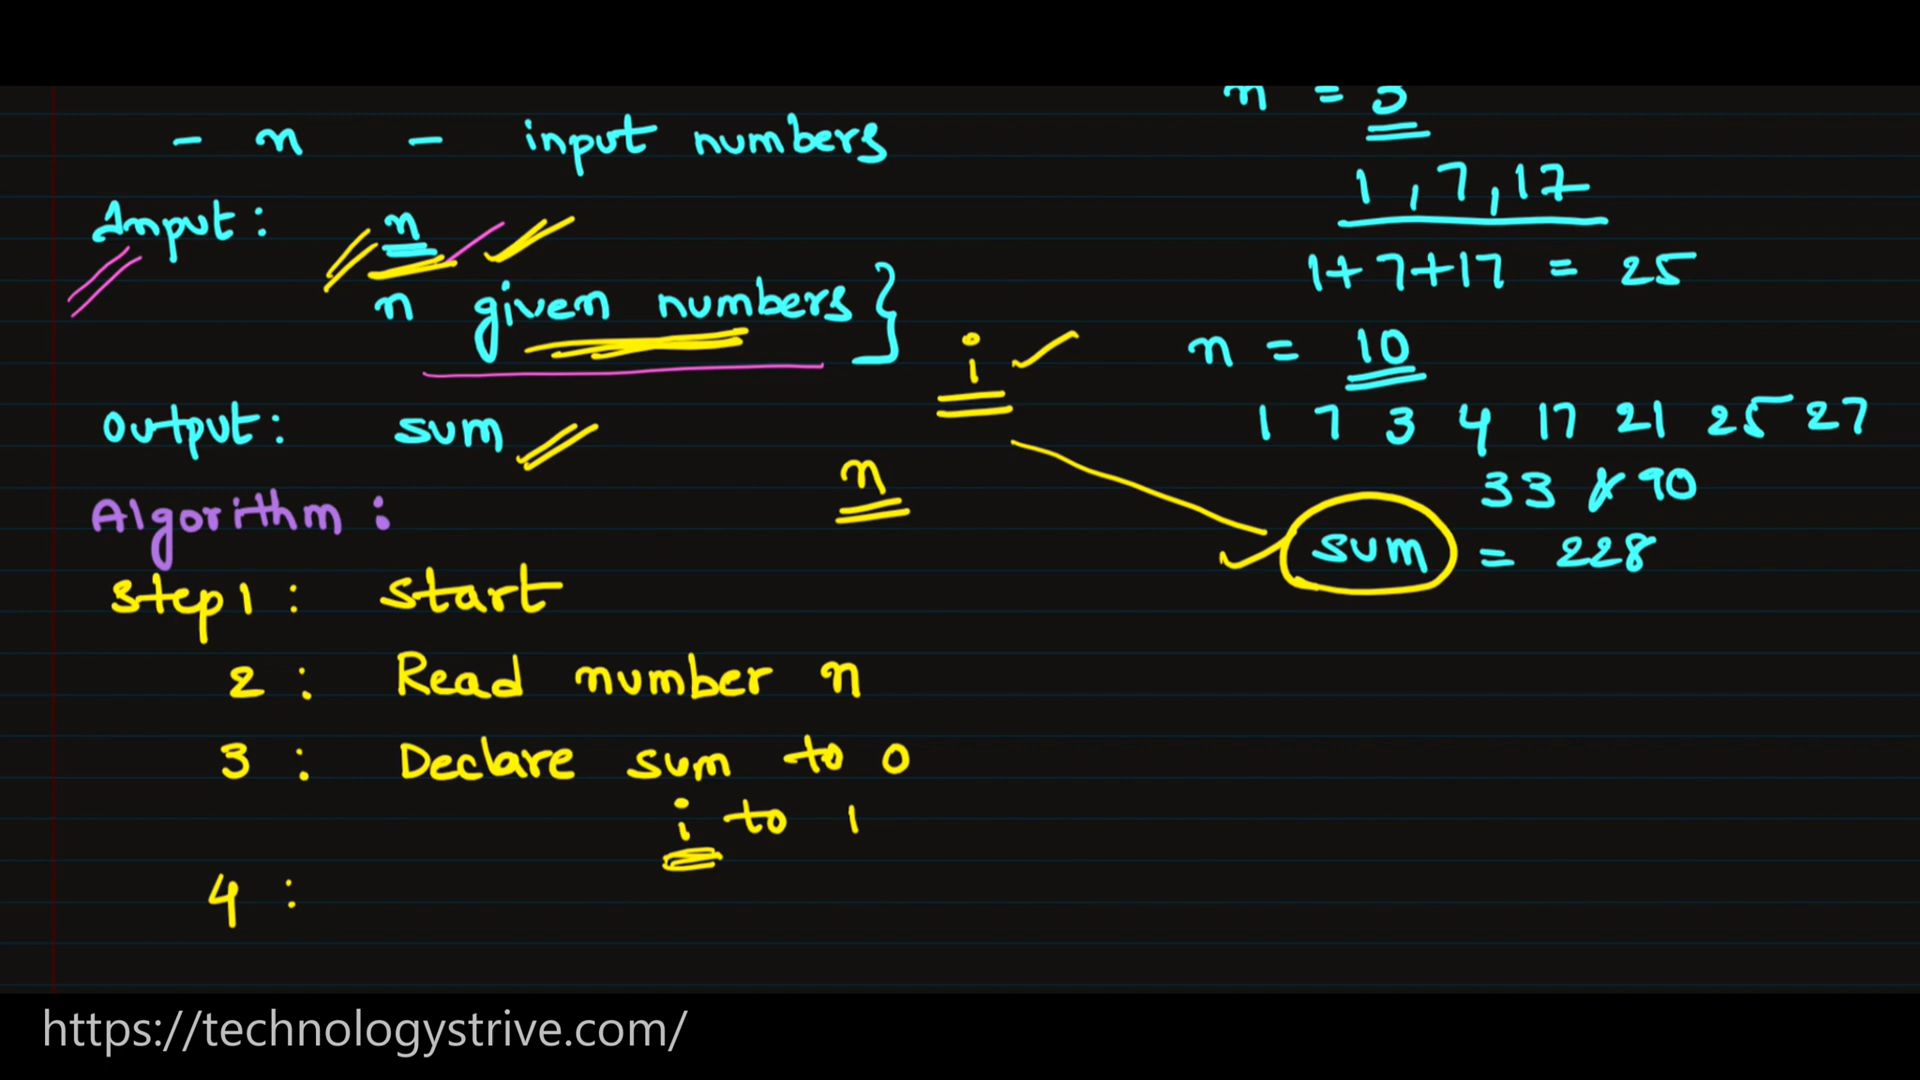 - n - input numbers
Input: n
n given numbers }
Output: sum
Algorithm :
Step 1 : Start
2 : Read number n
3 : Declare sum to 0
i to 1
4 :
i
n
n = 3
1 , 7 , 17
1 + 7 + 17 = 25
n = 10
1 7 3 4 17 21 25 27
33 90
sum = 228
https://technologystrive.com/